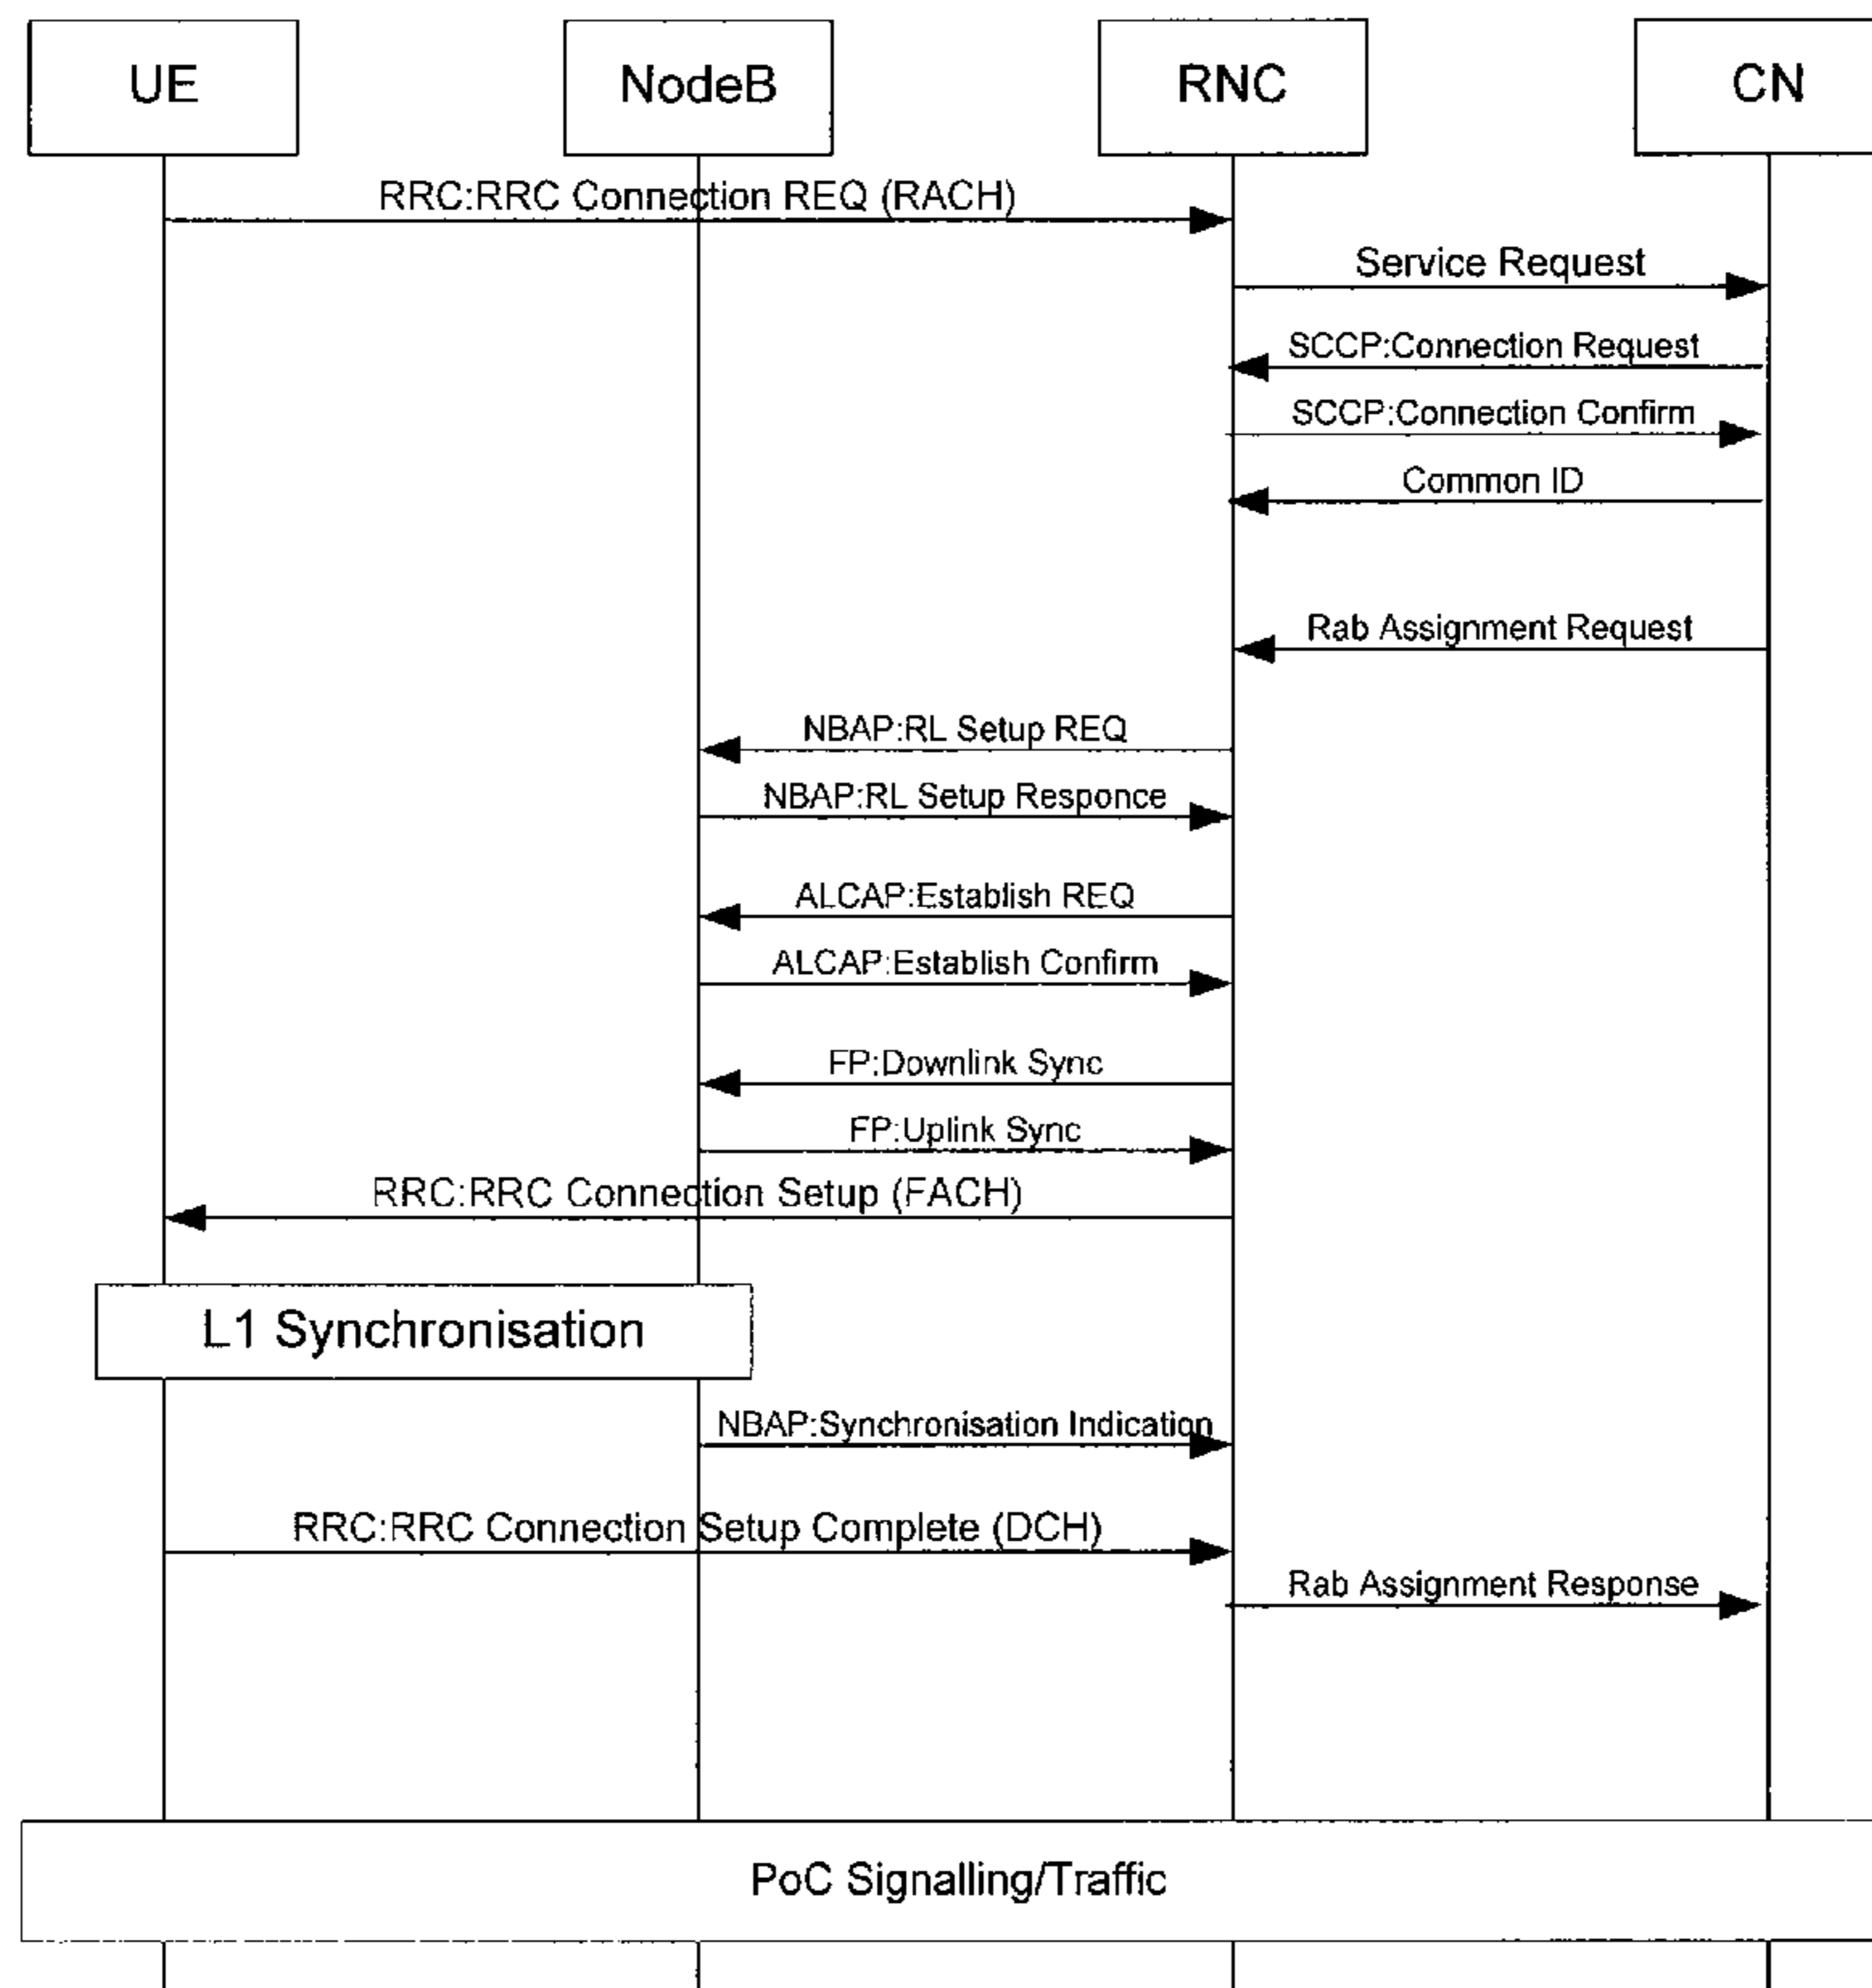 UE
NodeB
RNC
CN
RRC:RRC Connection REQ (RACH)
Service Request
SCCP:Connection Request
SCCP:Connection Confirm
Common ID
Rab Assignment Request
NBAP:RL Setup REQ
NBAP:RL Setup Responce
ALCAP:Establish REQ
ALCAP:Establish Confirm
FP:Downlink Sync
FP:Uplink Sync
RRC:RRC Connection Setup (FACH)
L1 Synchronisation
NBAP:Synchronisation Indication
RRC:RRC Connection Setup Complete (DCH)
Rab Assignment Response
PoC Signalling/Traffic